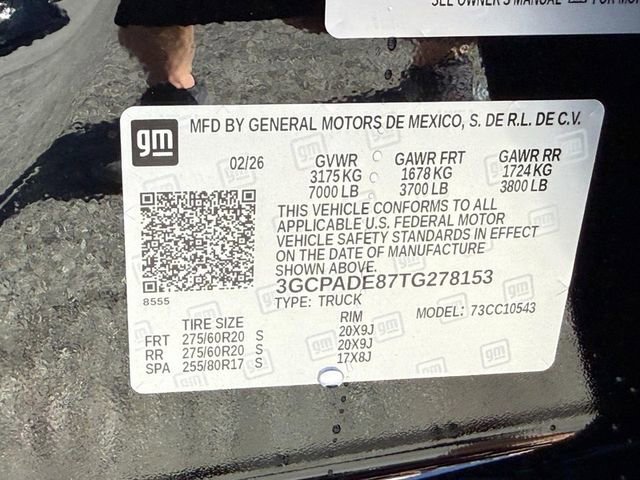 SEE OWNER'S MANUAL FOR MOR
gm
MFD BY GENERAL MOTORS DE MEXICO, S. DE R.L. DE C.V.
02/26 GVWR GAWR FRT GAWR RR
3175 KG 1678 KG 1724 KG
7000 LB 3700 LB 3800 LB
THIS VEHICLE CONFORMS TO ALL
APPLICABLE U.S. FEDERAL MOTOR
VEHICLE SAFETY STANDARDS IN EFFECT
ON THE DATE OF MANUFACTURE
SHOWN ABOVE.
3GCPADE87TG278153
8555
TYPE: TRUCK
MODEL: 73CC10543
TIRE SIZE RIM
FRT 275/60R20 S 20X9J
RR 275/60R20 S 20X9J
SPA 255/80R17 S 17X8J